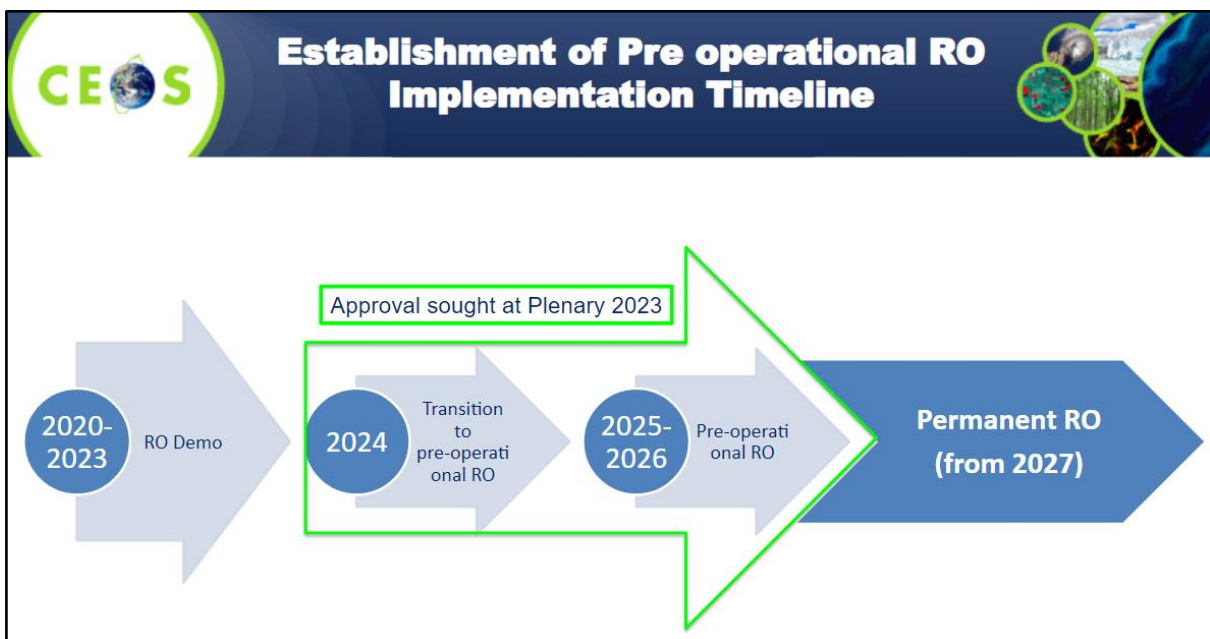 CEOS
Establishment of Pre operational RO
Implementation Timeline
Approval sought at Plenary 2023
2020-
2023
RO Demo
2024
Transition
to
pre-operati
onal RO
2025-
2026
Pre-operati
onal RO
Permanent RO
(from 2027)